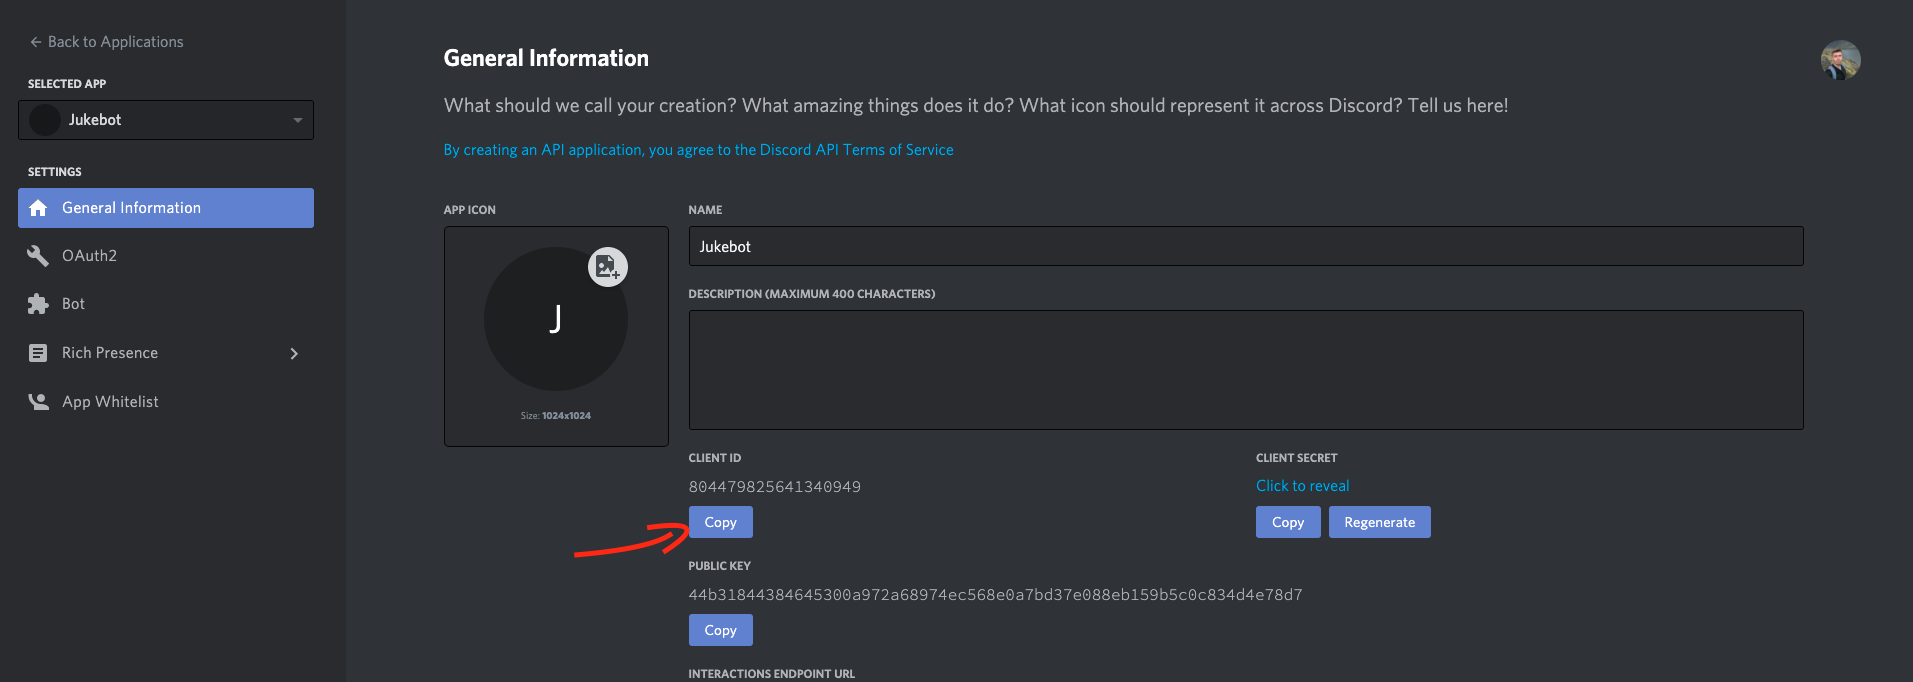 ← Back to Applications
SELECTED APP
Jukebot
SETTINGS
General Information
OAuth2
Bot
Rich Presence
App Whitelist
General Information
What should we call your creation? What amazing things does it do? What icon should represent it across Discord? Tell us here!
By creating an API application, you agree to the Discord API Terms of Service
APP ICON
J
Size: 1024x1024
NAME
Jukebot
DESCRIPTION (MAXIMUM 400 CHARACTERS)
CLIENT ID
804479825641340949
Copy
CLIENT SECRET
Click to reveal
Copy Regenerate
PUBLIC KEY
44b31844384645300a972a68974ec568e0a7bd37e088eb159b5c0c834d4e78d7
Copy
INTERACTIONS ENDPOINT URL